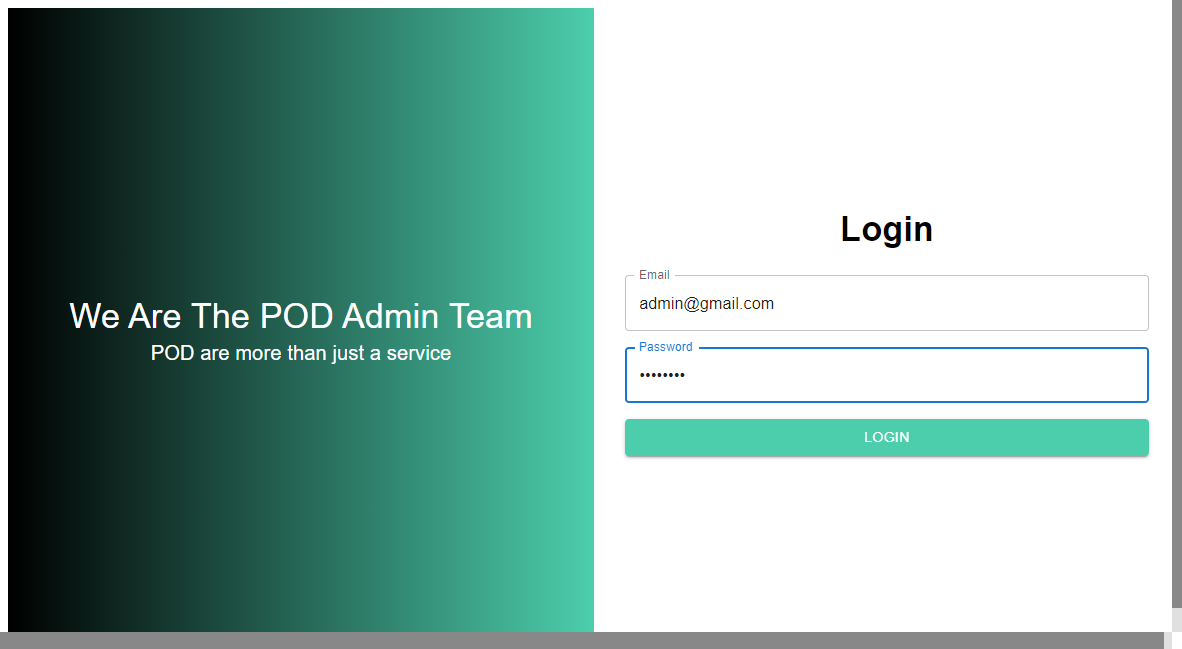 We Are The POD Admin Team
POD are more than just a service
Login
Email
admin@gmail.com
Password
••••••••
LOGIN